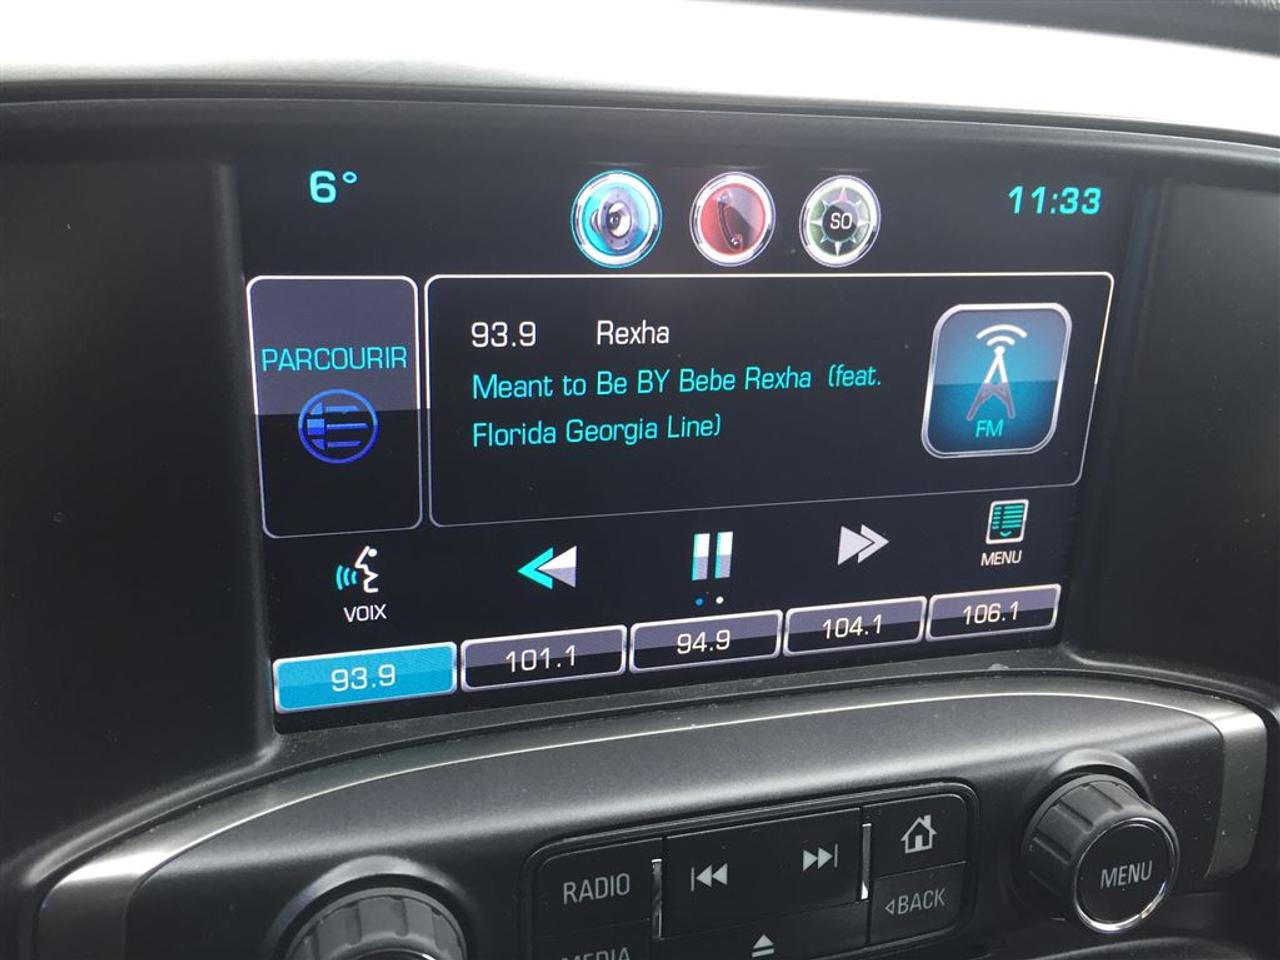 6°
SO
11:33
PARCOURIR
93.9 Rexha
Meant to Be BY Bebe Rexha (feat.
Florida Georgia Line)
FM
VOIX
MENU
93.9
101.1
94.9
104.1
106.1
RADIO
MEDIA
BACK
MENU